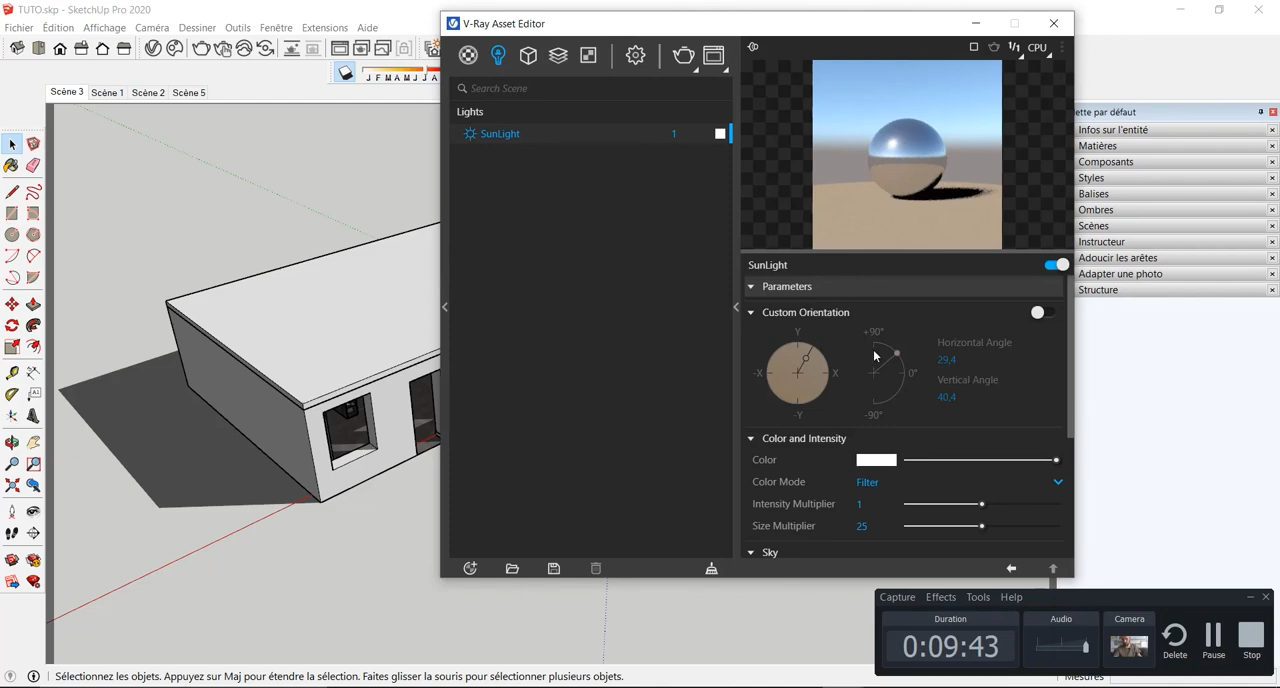 TUTO.skp - SketchUp Pro 2020
Fichier Édition Affichage Caméra Dessiner Outils Fenêtre Extensions Aide
J F M A M J J A
Scène 3 Scène 1 Scène 2 Scène 5
V-Ray Asset Editor
Search Scene
Lights
SunLight 1
1/1 CPU
SunLight
Parameters
Custom Orientation
Y +90°
Horizontal Angle
29,4
-X X 0°
Vertical Angle
40,4
-Y -90°
Color and Intensity
Color
Color Mode Filter
Intensity Multiplier 1
Size Multiplier 25
Sky
ette par défaut
Infos sur l'entité
Matières
Composants
Styles
Balises
Ombres
Scènes
Instructeur
Adoucir les arêtes
Adapter une photo
Structure
Capture Effects Tools Help
Duration Audio Camera
0:09:43
Delete Pause Stop
Sélectionnez les objets. Appuyez sur Maj pour étendre la sélection. Faites glisser la souris pour sélectionner plusieurs objets.
Mesures